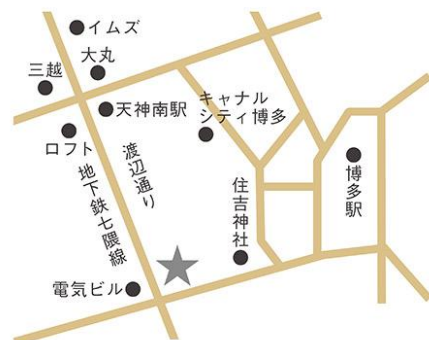 イムズ
大丸
三越
天神南駅
キャナル
シティ博多
ロフト
渡辺通り
地下鉄七隈線
住吉神社
博多駅
電気ビル